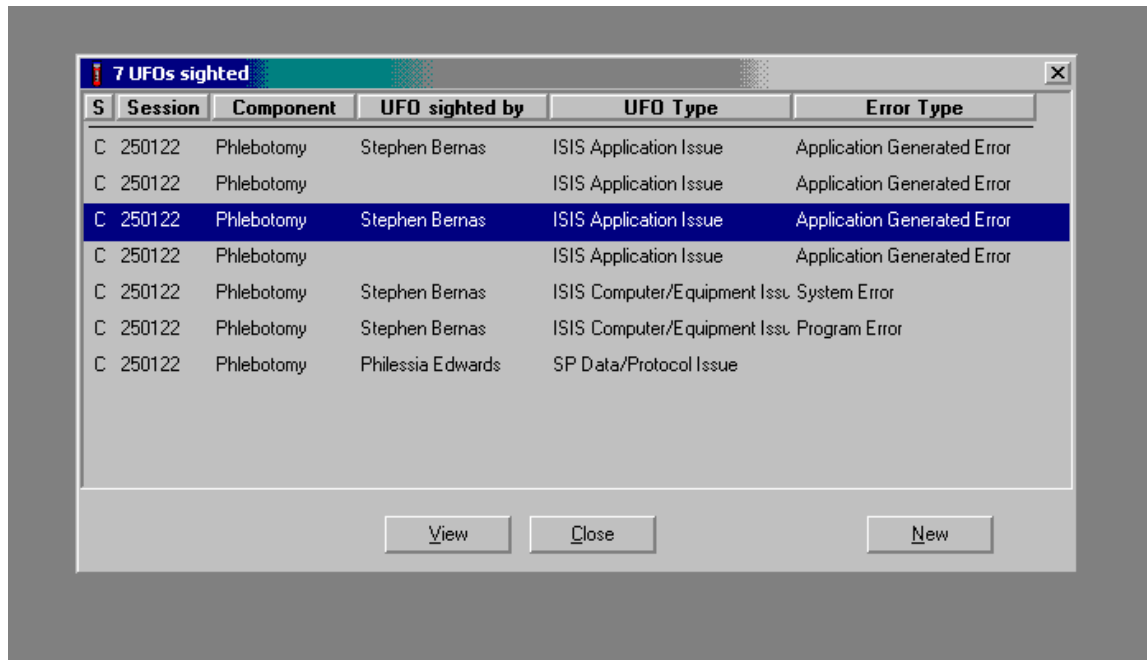 7 UFOs sighted
S Session Component UFO sighted by UFO Type Error Type
C 250122 Phlebotomy Stephen Bernas ISIS Application Issue Application Generated Error
C 250122 Phlebotomy ISIS Application Issue Application Generated Error
C 250122 Phlebotomy Stephen Bernas ISIS Application Issue Application Generated Error
C 250122 Phlebotomy ISIS Application Issue Application Generated Error
C 250122 Phlebotomy Stephen Bernas ISIS Computer/Equipment Issu System Error
C 250122 Phlebotomy Stephen Bernas ISIS Computer/Equipment Issu Program Error
C 250122 Phlebotomy Philessia Edwards SP Data/Protocol Issue
View Close New